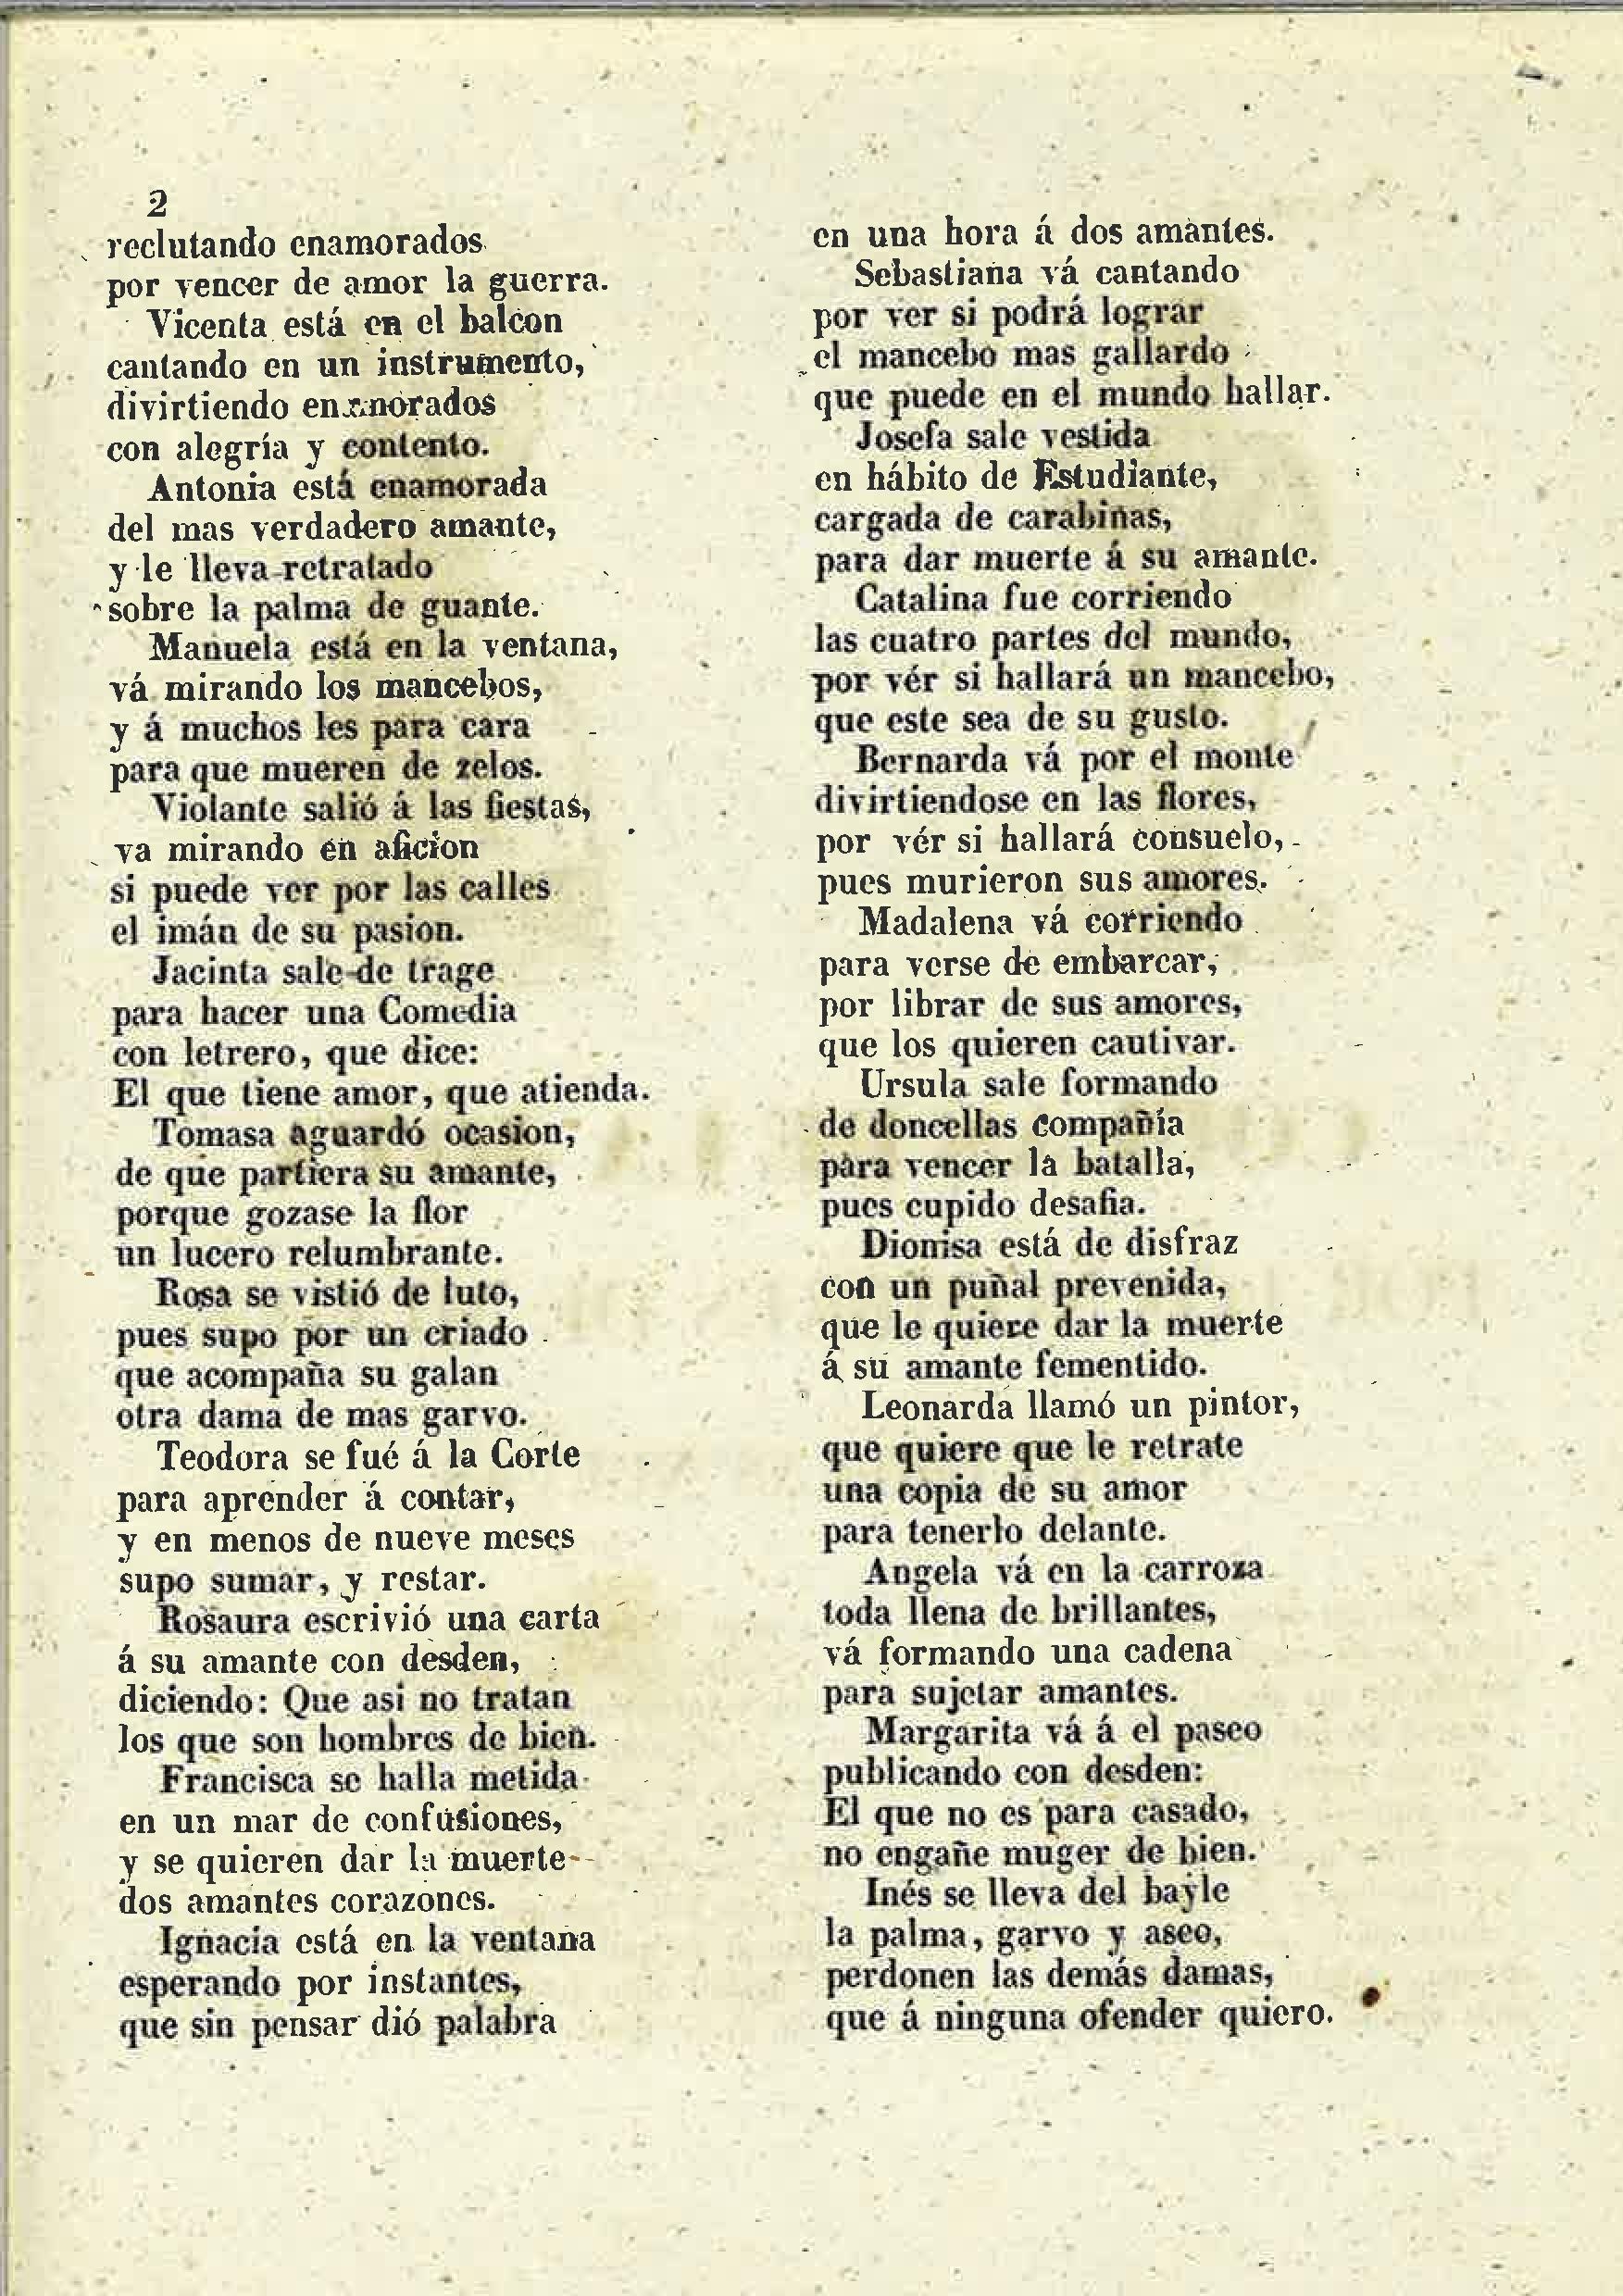 2
reclutando enamorados
por vencer de amor la guerra.
Vicenta está en el balcon
cantando en un instrumento,
divirtiendo enamorados
con alegría y contento.
Antonia está enamorada
del mas verdadero amante,
y le lleva retratado
sobre la palma de guante.
Manuela está en la ventana,
vá mirando los mancebos,
y á muchos les para cara
para que mueren de zelos.
Violante salió á las fiestas,
va mirando en aficion
si puede ver por las calles
el imán de su pasion.
Jacinta sale de trage
para hacer una Comedia
con letrero, que dice:
El que tiene amor, que atienda.
Tomasa aguardó ocasion,
de que partiera su amante,
porque gozase la flor
un lucero relumbrante.
Rosa se vistió de luto,
pues supo por un criado
que acompaña su galan
otra dama de mas garvo.
Teodora se fué á la Corte
para aprender á contar,
y en menos de nueve meses
supo sumar, y restar.
Rosaura escrivió una carta
á su amante con desden,
diciendo: Que asi no tratan
los que son hombres de bien.
Francisca se halla metida
en un mar de confusiones,
y se quieren dar la muerte
dos amantes corazones.
Ignacia está en la ventana
esperando por instantes,
que sin pensar dió palabra
en una hora á dos amantes.
Sebastiana vá cantando
por ver si podrá lograr
el mancebo mas gallardo
que puede en el mundo hallar.
Josefa sale vestida
en hábito de Estudiante,
cargada de carabinas,
para dar muerte á su amante.
Catalina fue corriendo
las cuatro partes del mundo,
por vér si hallará un mancebo,
que este sea de su gusto.
Bernarda vá por el monte
divirtiendose en las flores,
por vér si hallará consuelo,
pues murieron sus amores.
Madalena vá corriendo
para verse de embarcar,
por librar de sus amores,
que los quieren cautivar.
Ursula sale formando
de doncellas compañía
para vencer la batalla,
pues cupido desafia.
Dionisa está de disfraz
con un puñal prevenida,
que le quiere dar la muerte
á su amante fementido.
Leonarda llamó un pintor,
que quiere que le retrate
una copia de su amor
para tenerlo delante.
Angela vá en la carroza
toda llena de brillantes,
vá formando una cadena
para sujetar amantes.
Margarita vá á el paseo
publicando con desden:
El que no es para casado,
no engañe muger de bien.
Inés se lleva del bayle
la palma, garvo y aseo,
perdonen las demás damas,
que á ninguna ofender quiero.